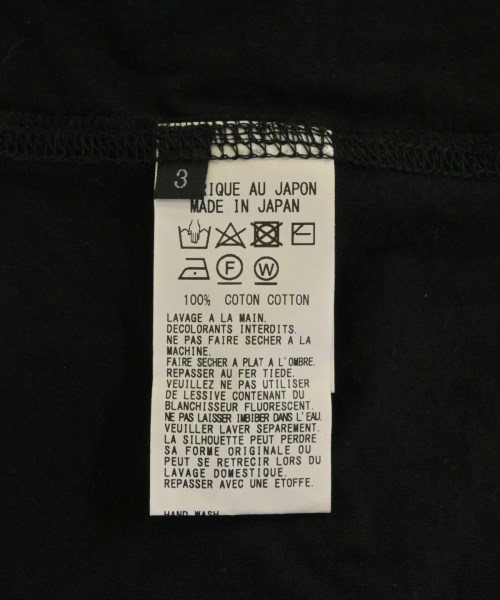 3
RIQUE AU JAPON
MADE IN JAPAN
F W
100% COTON COTTON
LAVAGE A LA MAIN.
DECOLORANTS INTERDITS.
NE PAS FAIRE SECHER A LA
MACHINE.
FAIRE SECHER A PLAT A L'OMBRE.
REPASSER AU FER TIEDE.
VEUILLEZ NE PAS UTILISER
DE LESSIVE CONTENANT DU
BLANCHISSEUR FLUORESCENT.
NE PAS LAISSER IMBIBER DANS L'EAU.
VEUILLER LAVER SEPAREMENT.
LA SILHOUETTE PEUT PERDRE
SA FORME ORIGINALE OU
PEUT SE RETRECIR LORS DU
LAVAGE DOMESTIQUE.
REPASSER AVEC UNE ETOFFE.
HAND WASH